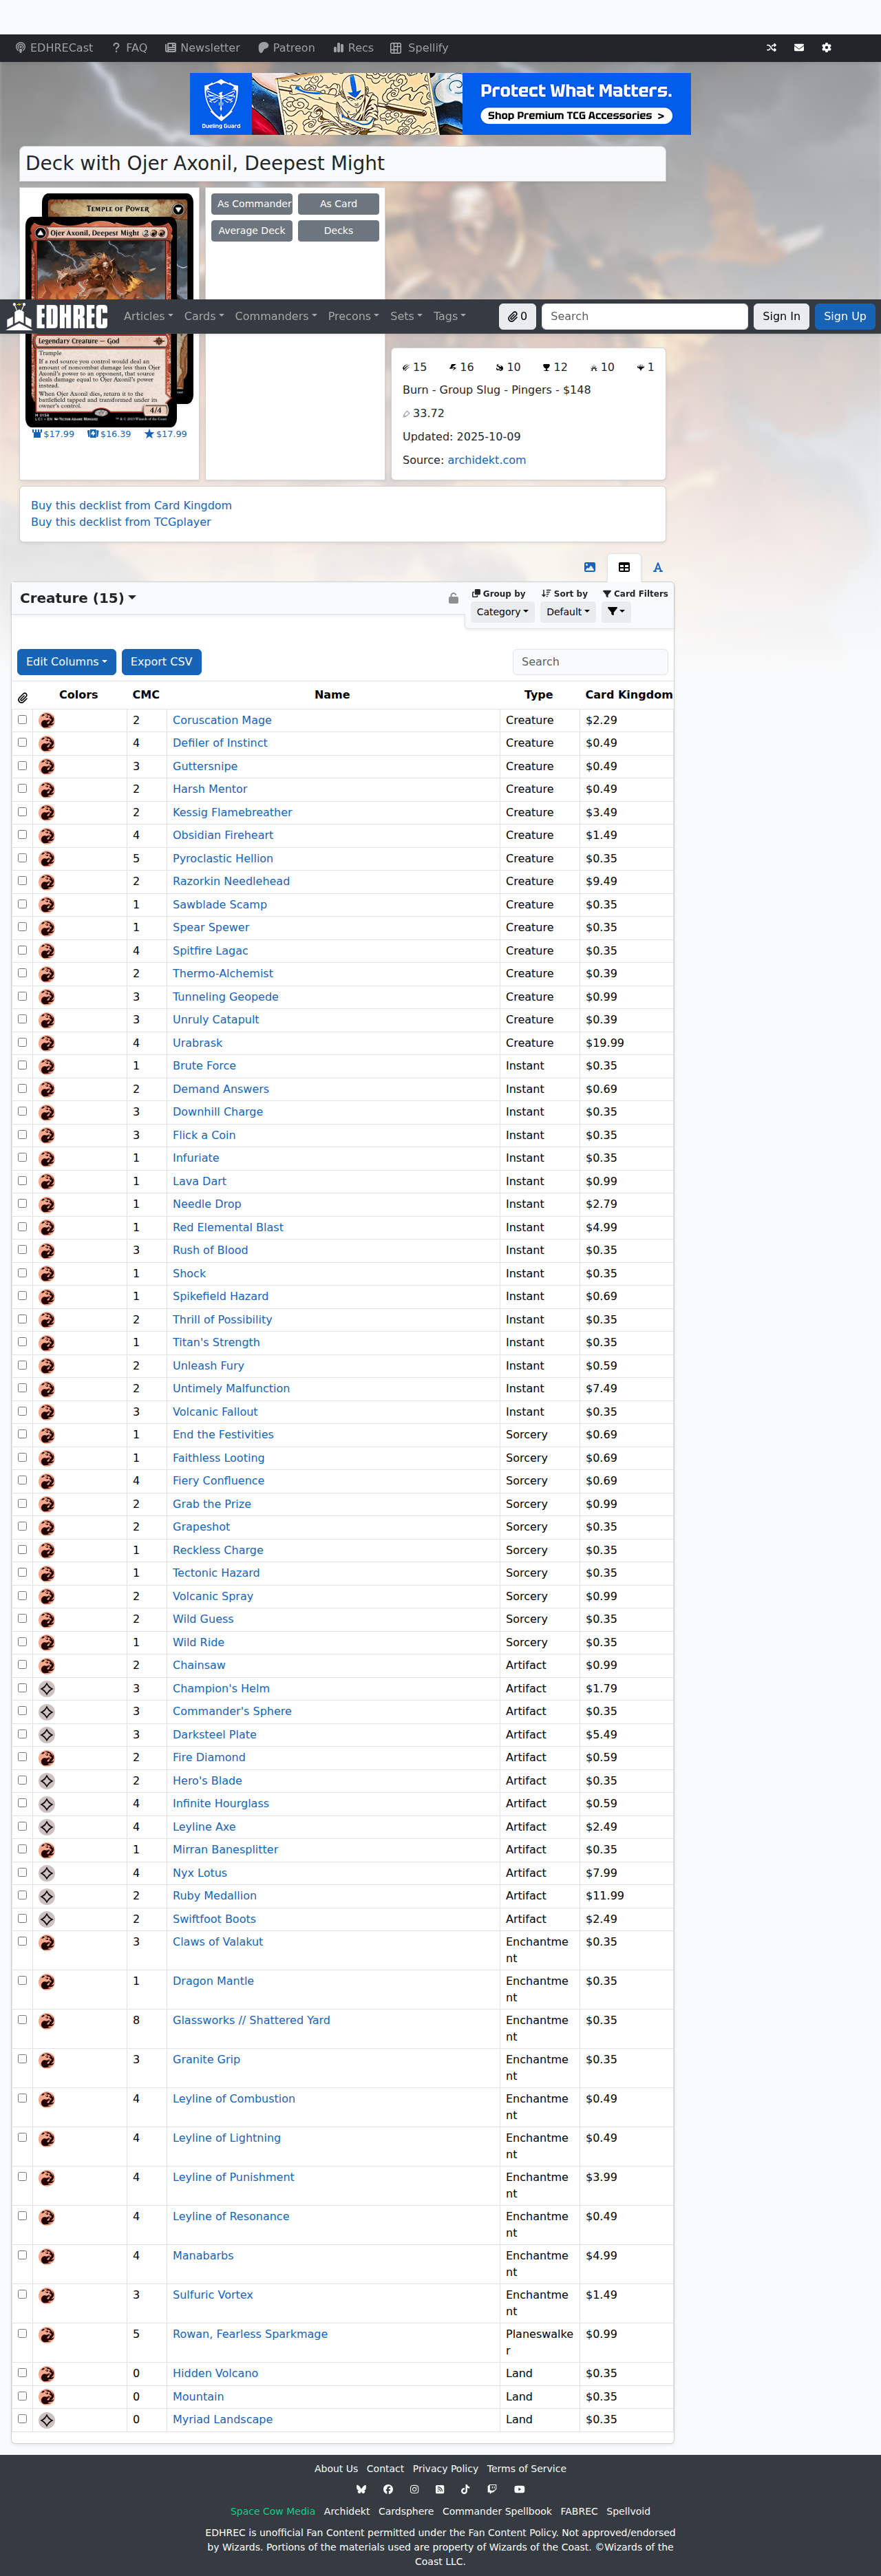 EDHRECast FAQ Newsletter Patreon Recs Spellify
Dueling Guard
Protect What Matters.
Shop Premium TCG Accessories >
Deck with Ojer Axonil, Deepest Might
Temple of Power
Ojer Axonil, Deepest Might
As Commander As Card
Average Deck Decks
EDHREC Articles Cards Commanders Precons Sets Tags 0 Search Sign In Sign Up
Legendary Creature — God
Trample
If a red source you control would deal an
amount of noncombat damage less than Ojer
Axonil's power to an opponent, that source
deals damage equal to Ojer Axonil's power
instead.
When Ojer Axonil dies, return it to the
battlefield tapped and transformed under its
owner's control.
4/4
$17.99 $16.39 $17.99
15 16 10 12 10 1
Burn - Group Slug - Pingers - $148
33.72
Updated: 2025-10-09
Source: archidekt.com
Buy this decklist from Card Kingdom
Buy this decklist from TCGplayer
Creature (15)
Group by Sort by Card Filters
Category Default
Edit Columns Export CSV Search
Colors CMC Name Type Card Kingdom
2 Coruscation Mage Creature $2.29
4 Defiler of Instinct Creature $0.49
3 Guttersnipe Creature $0.49
2 Harsh Mentor Creature $0.49
2 Kessig Flamebreather Creature $3.49
4 Obsidian Fireheart Creature $1.49
5 Pyroclastic Hellion Creature $0.35
2 Razorkin Needlehead Creature $9.49
1 Sawblade Scamp Creature $0.35
1 Spear Spewer Creature $0.35
4 Spitfire Lagac Creature $0.35
2 Thermo-Alchemist Creature $0.39
3 Tunneling Geopede Creature $0.99
3 Unruly Catapult Creature $0.39
4 Urabrask Creature $19.99
1 Brute Force Instant $0.35
2 Demand Answers Instant $0.69
3 Downhill Charge Instant $0.35
3 Flick a Coin Instant $0.35
1 Infuriate Instant $0.35
1 Lava Dart Instant $0.99
1 Needle Drop Instant $2.79
1 Red Elemental Blast Instant $4.99
3 Rush of Blood Instant $0.35
1 Shock Instant $0.35
1 Spikefield Hazard Instant $0.69
2 Thrill of Possibility Instant $0.35
1 Titan's Strength Instant $0.35
2 Unleash Fury Instant $0.59
2 Untimely Malfunction Instant $7.49
3 Volcanic Fallout Instant $0.35
1 End the Festivities Sorcery $0.69
1 Faithless Looting Sorcery $0.69
4 Fiery Confluence Sorcery $0.69
2 Grab the Prize Sorcery $0.99
2 Grapeshot Sorcery $0.35
1 Reckless Charge Sorcery $0.35
1 Tectonic Hazard Sorcery $0.35
2 Volcanic Spray Sorcery $0.99
2 Wild Guess Sorcery $0.35
1 Wild Ride Sorcery $0.35
2 Chainsaw Artifact $0.99
3 Champion's Helm Artifact $1.79
3 Commander's Sphere Artifact $0.35
3 Darksteel Plate Artifact $5.49
2 Fire Diamond Artifact $0.59
2 Hero's Blade Artifact $0.35
4 Infinite Hourglass Artifact $0.59
4 Leyline Axe Artifact $2.49
1 Mirran Banesplitter Artifact $0.35
4 Nyx Lotus Artifact $7.99
2 Ruby Medallion Artifact $11.99
2 Swiftfoot Boots Artifact $2.49
3 Claws of Valakut Enchantme $0.35
nt
1 Dragon Mantle Enchantme $0.35
nt
8 Glassworks // Shattered Yard Enchantme $0.35
nt
3 Granite Grip Enchantme $0.35
nt
4 Leyline of Combustion Enchantme $0.49
nt
4 Leyline of Lightning Enchantme $0.49
nt
4 Leyline of Punishment Enchantme $3.99
nt
4 Leyline of Resonance Enchantme $0.49
nt
4 Manabarbs Enchantme $4.99
nt
3 Sulfuric Vortex Enchantme $1.49
nt
5 Rowan, Fearless Sparkmage Planeswalke $0.99
r
0 Hidden Volcano Land $0.35
0 Mountain Land $0.35
0 Myriad Landscape Land $0.35
About Us Contact Privacy Policy Terms of Service
Space Cow Media Archidekt Cardsphere Commander Spellbook FABREC Spellvoid
EDHREC is unofficial Fan Content permitted under the Fan Content Policy. Not approved/endorsed
by Wizards. Portions of the materials used are property of Wizards of the Coast. ©Wizards of the
Coast LLC.